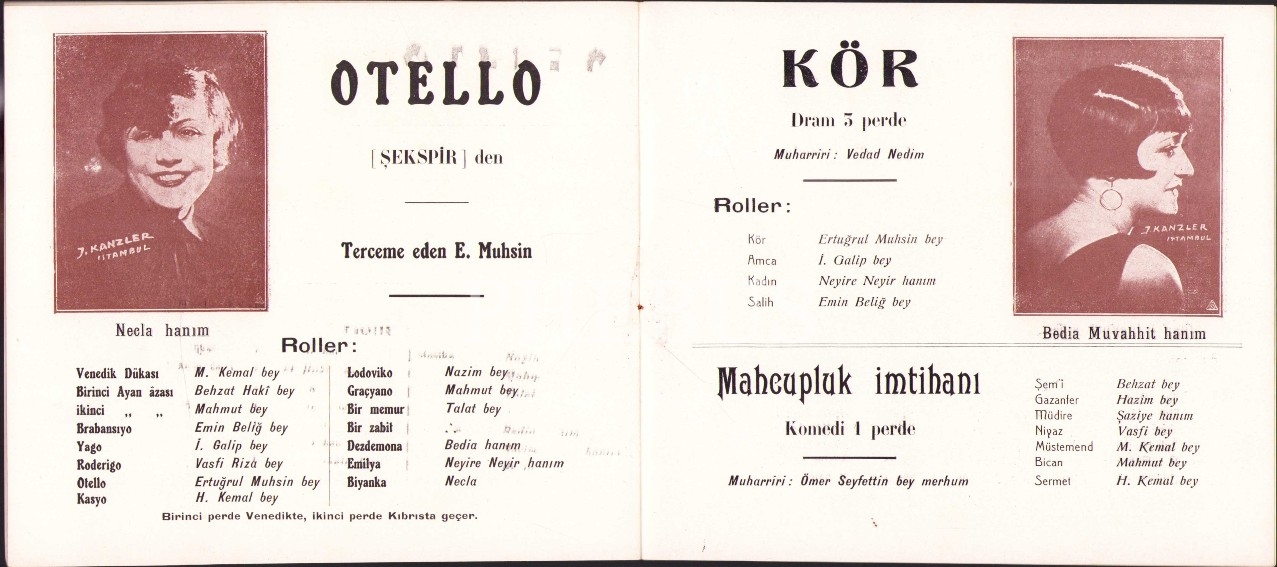 J. KANZLER
ISTAMBUL
Necla hanım
OTELLO
[ŞEKSPİR] den
Terceme eden E. Muhsin
Roller:
Venedik Dükası M. Kemal bey
Birinci Ayan âzası Behzat Hakî bey
ikinci „ „ Mahmut bey
Brabansıyo Emin Beliğ bey
Yago İ. Galip bey
Roderigo Vasfi Rizâ bey
Otello Ertuğrul Muhsin bey
Kasyo H. Kemal bey
Lodoviko Nazim bey
Graçyano Mahmut bey
Bir memur Talat bey
Bir zabit
Dezdemona Bedia hanım
Emilya Neyire Neyir hanım
Biyanka Necla
Birinci perde Venedikte, ikinci perde Kıbrısta geçer.
KÖR
Dram 3 perde
Muharriri: Vedad Nedim
Roller:
Kör Ertuğrul Muhsin bey
Amca İ. Galip bey
Kadın Neyire Neyir hanım
Salih Emin Beliğ bey
J. KANZLER
ISTAMBUL
Bedia Muvahhit hanım
Mahcupluk imtihanı
Komedi 1 perde
Muharriri: Ömer Seyfettin bey merhum
Şem'i Behzat bey
Gazanfer Hazim bey
Müdire Şaziye hanım
Niyaz Vasfi bey
Müstemend M. Kemal bey
Bican Mahmut bey
Sermet H. Kemal bey